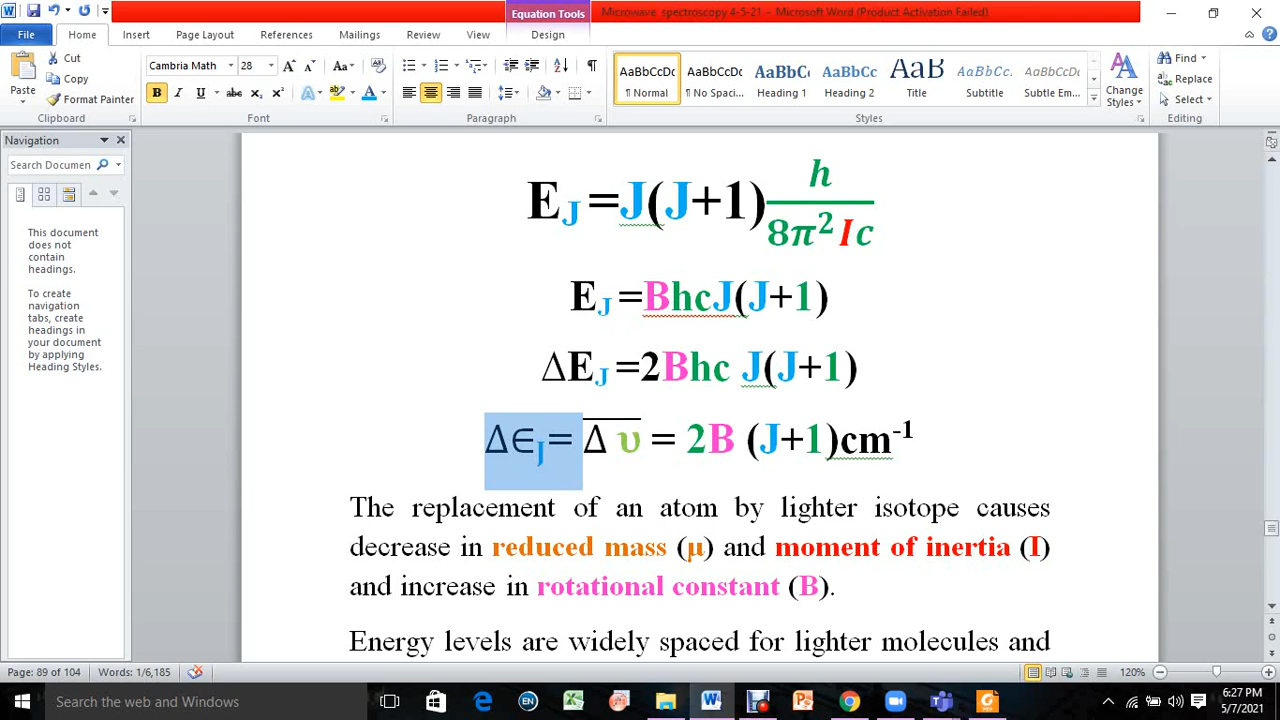 Equation Tools
Microwave spectroscopy 4-5-21 – Microsoft Word (Product Activation Failed)
File Home Insert Page Layout References Mailings Review View Design
Paste Cut Copy Format Painter
Cambria Math 28
AaBbCcDc AaBbCcDc AaBbCc AaBbCc AaB AaBbCcL AaBbCcDc
¶ Normal ¶ No Spaci... Heading 1 Heading 2 Title Subtitle Subtle Em...
Change Styles
Find Replace Select
Clipboard Font Paragraph Styles Editing
Navigation
Search Documen
This document
does not
contain
headings.
To create
navigation
tabs, create
headings in
your document
by applying
Heading Styles.
E_J =J(J+1) h/8π²Ic
E_J =BhcJ(J+1)
ΔE_J =2Bhc J(J+1)
Δ∈_J= Δ̅ ̅υ̅ = 2B (J+1)cm⁻¹
The replacement of an atom by lighter isotope causes
decrease in reduced mass (μ) and moment of inertia (I)
and increase in rotational constant (B).
Energy levels are widely spaced for lighter molecules and
Page: 89 of 104 Words: 1/6,185 120%
Search the web and Windows
6:27 PM
5/7/2021